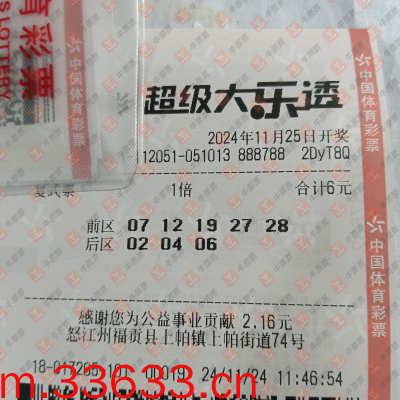 育彩票
S LOTTERY
中国体育彩票
超级大乐透
2024年11月25日开奖
12051-051013 888788 2DyT8Q
复式票 1倍 合计6元
前区 07 12 19 27 28
后区 02 04 06
中国体育彩票
感谢您为公益事业贡献 2.16元
怒江州福贡县上帕镇上帕街道74号
24/11/24 11:46:54
m.33633.cn